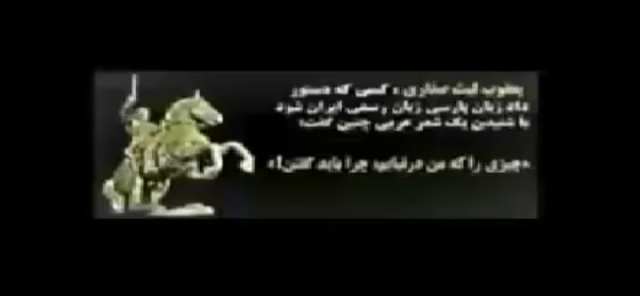 یعقوب لیث صفاری ، کسی که دستور
داد زبان پارسی زبان رسمی ایران شود
با شنیدن یک شعر عربی چنین گفت:
«چیزی را که من درنیابم، چرا باید گفتن!»